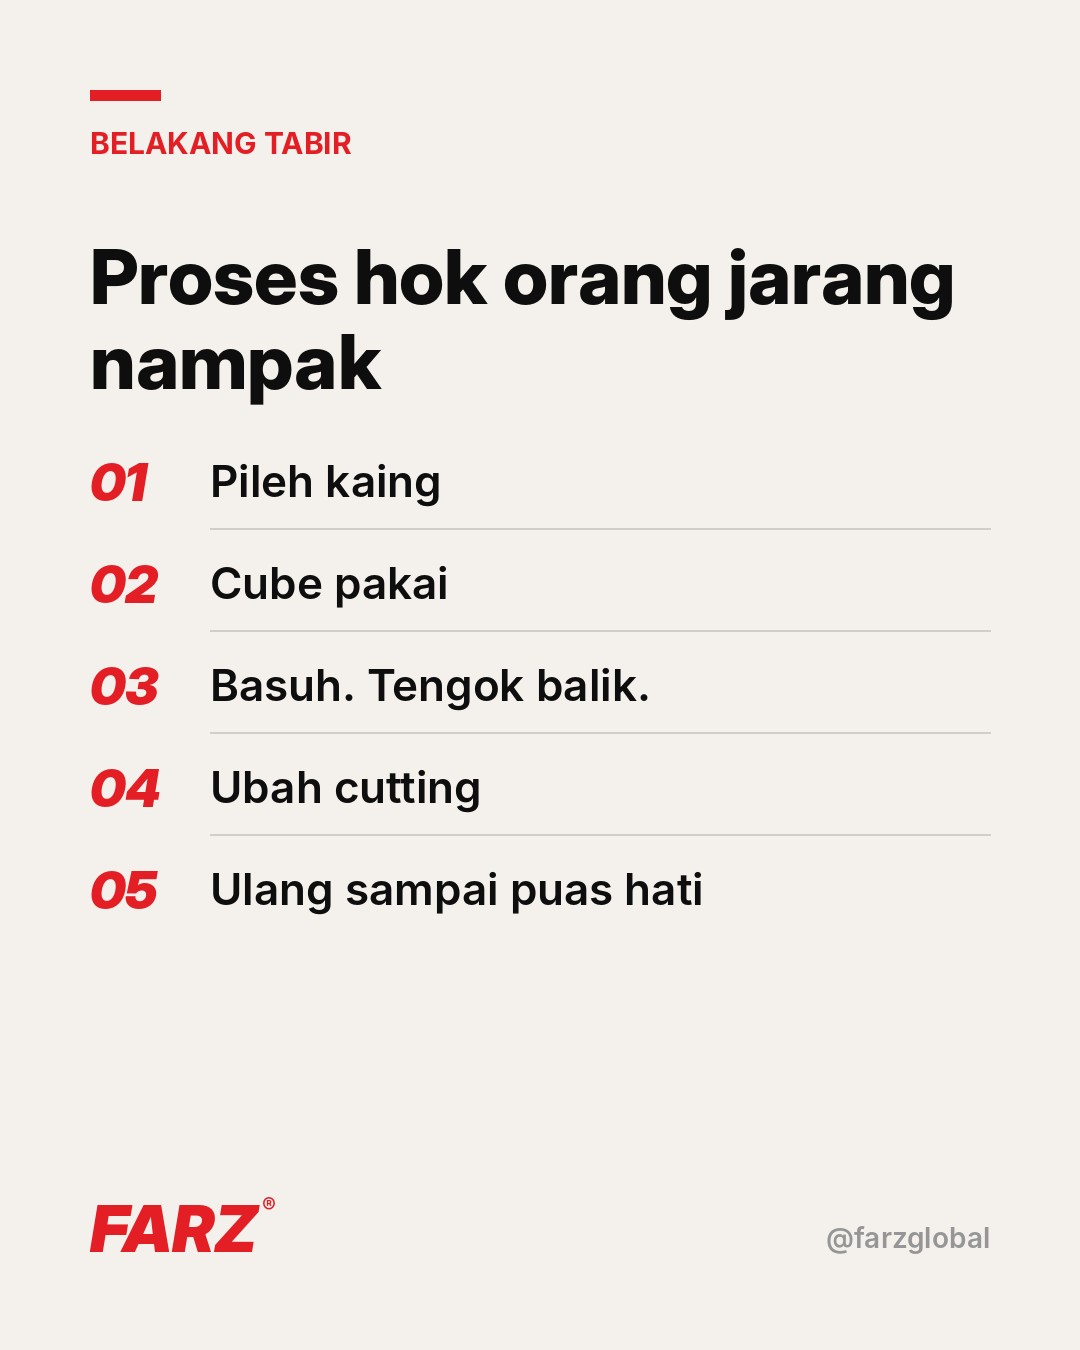 BELAKANG TABIR
Proses hok orang jarang
nampak
01 Pileh kaing
02 Cube pakai
03 Basuh. Tengok balik.
04 Ubah cutting
05 Ulang sampai puas hati
FARZ®
@farzglobal